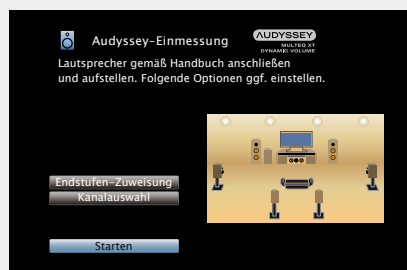 Audyssey-Einmessung
AUDYSSEY
MULTEQ XT
DYNAMIC VOLUME
Lautsprecher gemäß Handbuch anschließen
und aufstellen. Folgende Optionen ggf. einstellen.
Endstufen-Zuweisung
Kanalauswahl
Starten